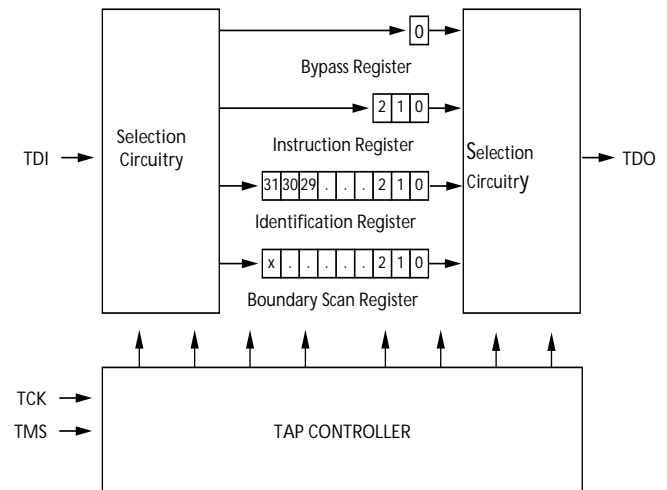 0
Bypass Register
2 1 0
Selection
Circuitry
Instruction Register
Selection
Circuitry
TDI
TDO
31 30 29 . . . 2 1 0
Identification Register
x . . . . . 2 1 0
Boundary Scan Register
TCK
TMS
TAP CONTROLLER